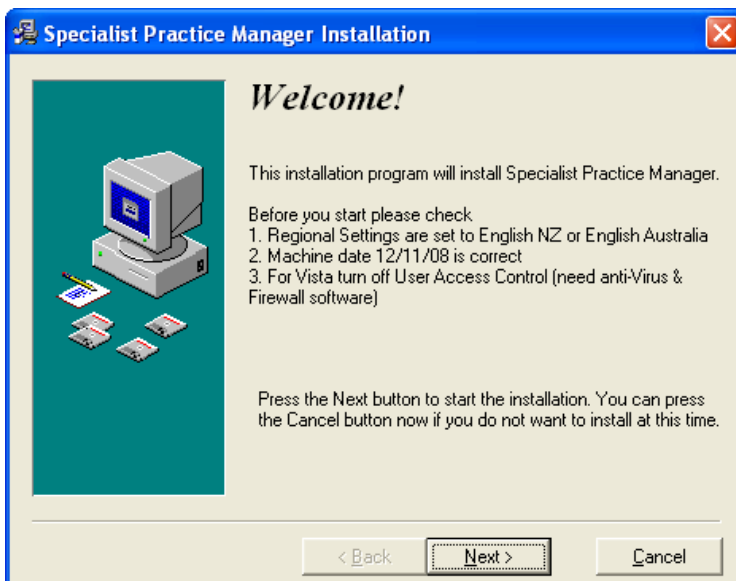 Specialist Practice Manager Installation
Welcome!
This installation program will install Specialist Practice Manager.
Before you start please check
1. Regional Settings are set to English NZ or English Australia
2. Machine date 12/11/08 is correct
3. For Vista turn off User Access Control (need anti-Virus &
Firewall software)
Press the Next button to start the installation. You can press
the Cancel button now if you do not want to install at this time.
< Back
Next >
Cancel